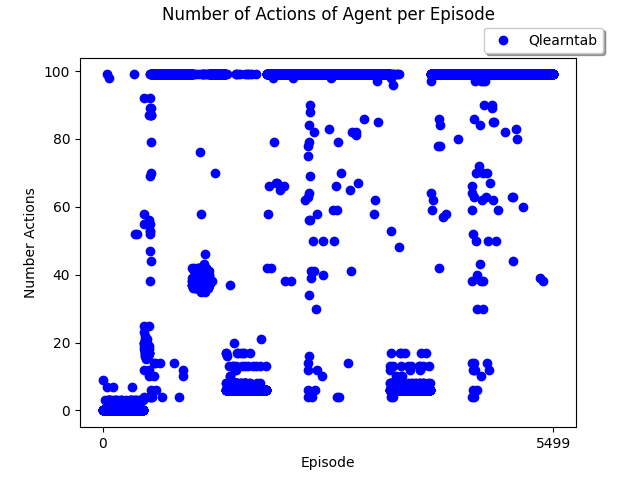 Number of Actions of Agent per Episode
Qlearntab
100
80
60
40
20
0
Number Actions
0
5499
Episode